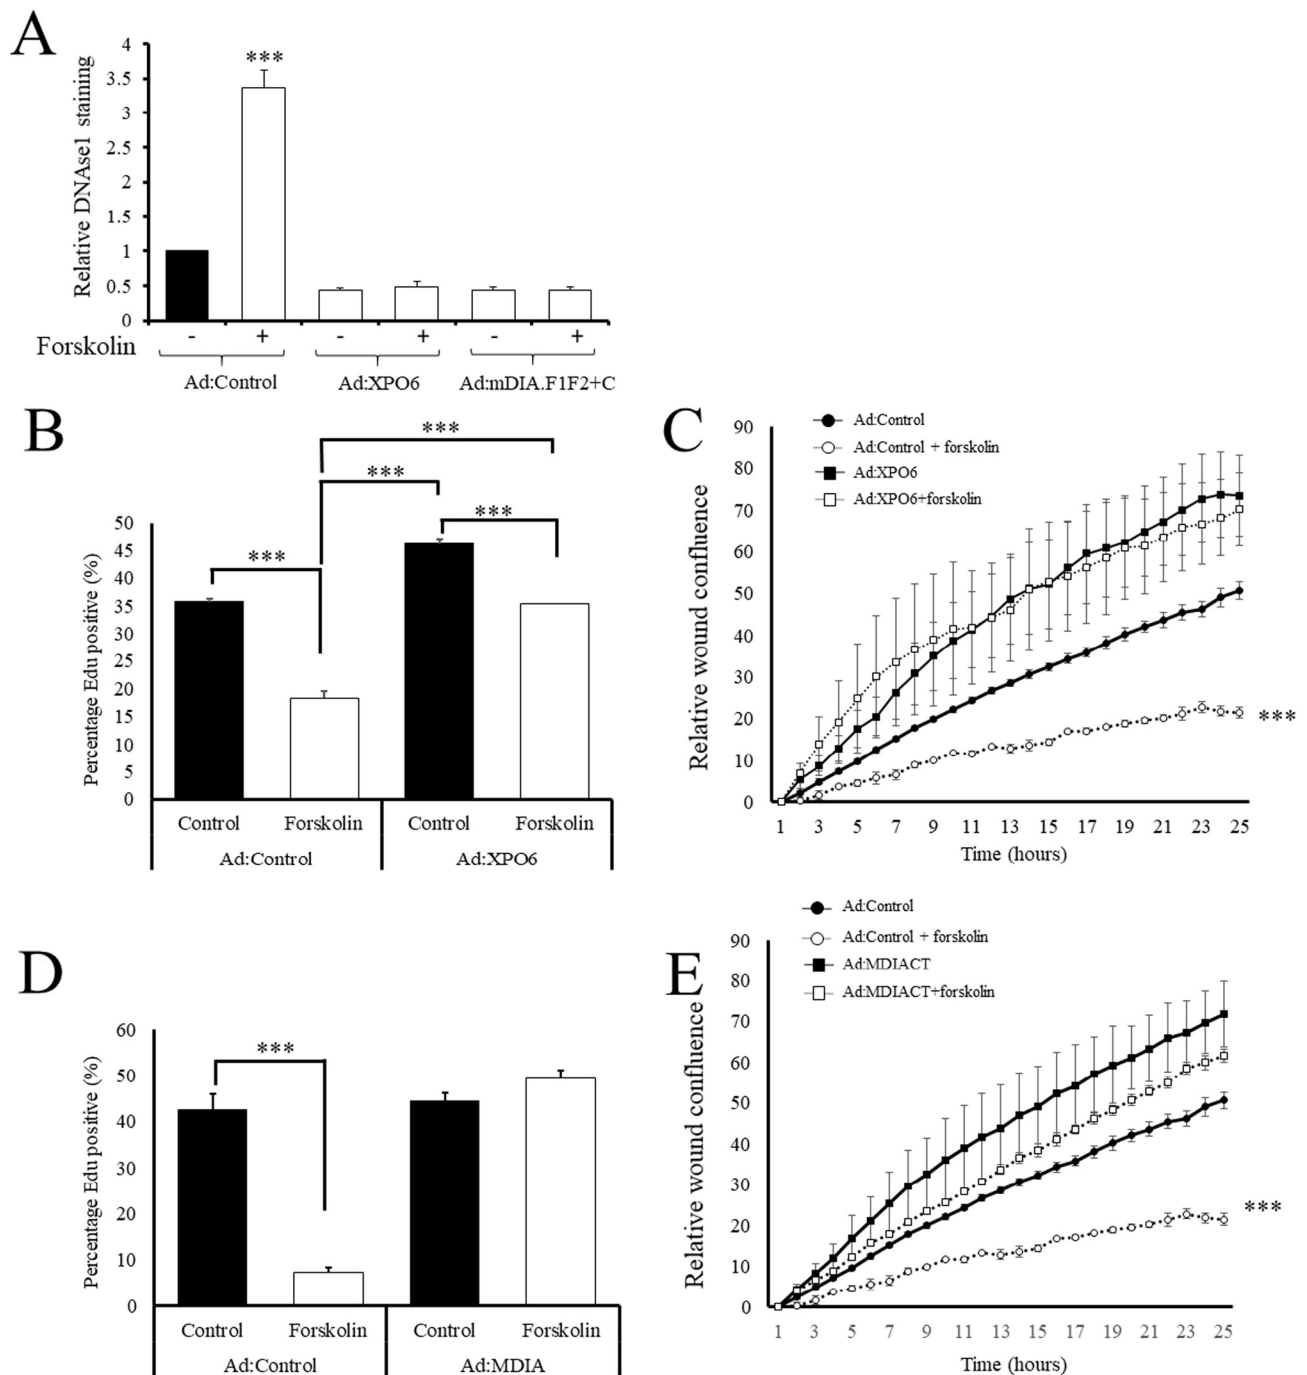 A
Relative DNAse1 staining
4
3.5
3
2.5
2
1.5
1
0.5
0
***
Forskolin
- + - + - +
Ad:Control Ad:XPO6 Ad:mDIA.F1F2+C
B
Percentage Edu positive (%)
50
45
40
35
30
25
20
15
10
5
0
***
***
***
***
Control Forskolin Control Forskolin
Ad:Control Ad:XPO6
C
Ad:Control
Ad:Control + forskolin
Ad:XPO6
Ad:XPO6+forskolin
Relative wound confluence
90
80
70
60
50
40
30
20
10
0
***
1 3 5 7 9 11 13 15 17 19 21 23 25
Time (hours)
D
Percentage Edu positive (%)
60
50
40
30
20
10
0
***
Control Forskolin Control Forskolin
Ad:Control Ad:MDIA
E
Ad:Control
Ad:Control + forskolin
Ad:MDIACT
Ad:MDIACT+forskolin
Relative wound confluence
90
80
70
60
50
40
30
20
10
0
***
1 3 5 7 9 11 13 15 17 19 21 23 25
Time (hours)